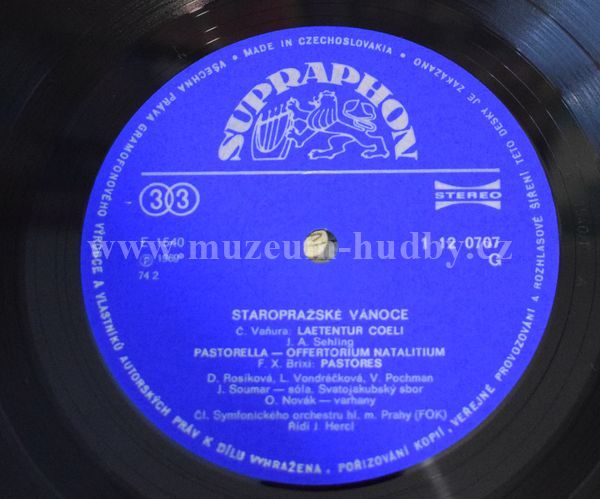 VŠECHNA PRÁVA GRAMOFONOVÉHO VÝROBCE A VLASTNÍKŮ AUTORSKÝCH PRÁV K DÍLU VYHRAŽENA. POŘIZOVÁNÍ KOPIÍ, VEŘEJNÉ PROVOZOVÁNÍ A ROZHLASOVÉ ŠÍŘENÍ TÉTO DESKY JE ZAKÁZÁNO • MADE IN CZECHOSLOVAKIA •
SUPRAPHON
33
STEREO
1 12 0707
G
℗ 1969
74 2
www.muzeum-hudby.cz
STAROPRAŽSKÉ VÁNOCE
Č. Vaňura: LAETENTUR COELI
J. A. Sehling
PASTORELLA — OFFERTORIUM NATALITIUM
F. X. Brixi: PASTORES
D. Rosíková, L. Vondráčková, V. Pochman
J. Soumar — sóla, Svatojakubský sbor
O. Novák — varhany
Čl. Symfonického orchestru hl. m. Prahy (FOK)
Řídí J. Hercl